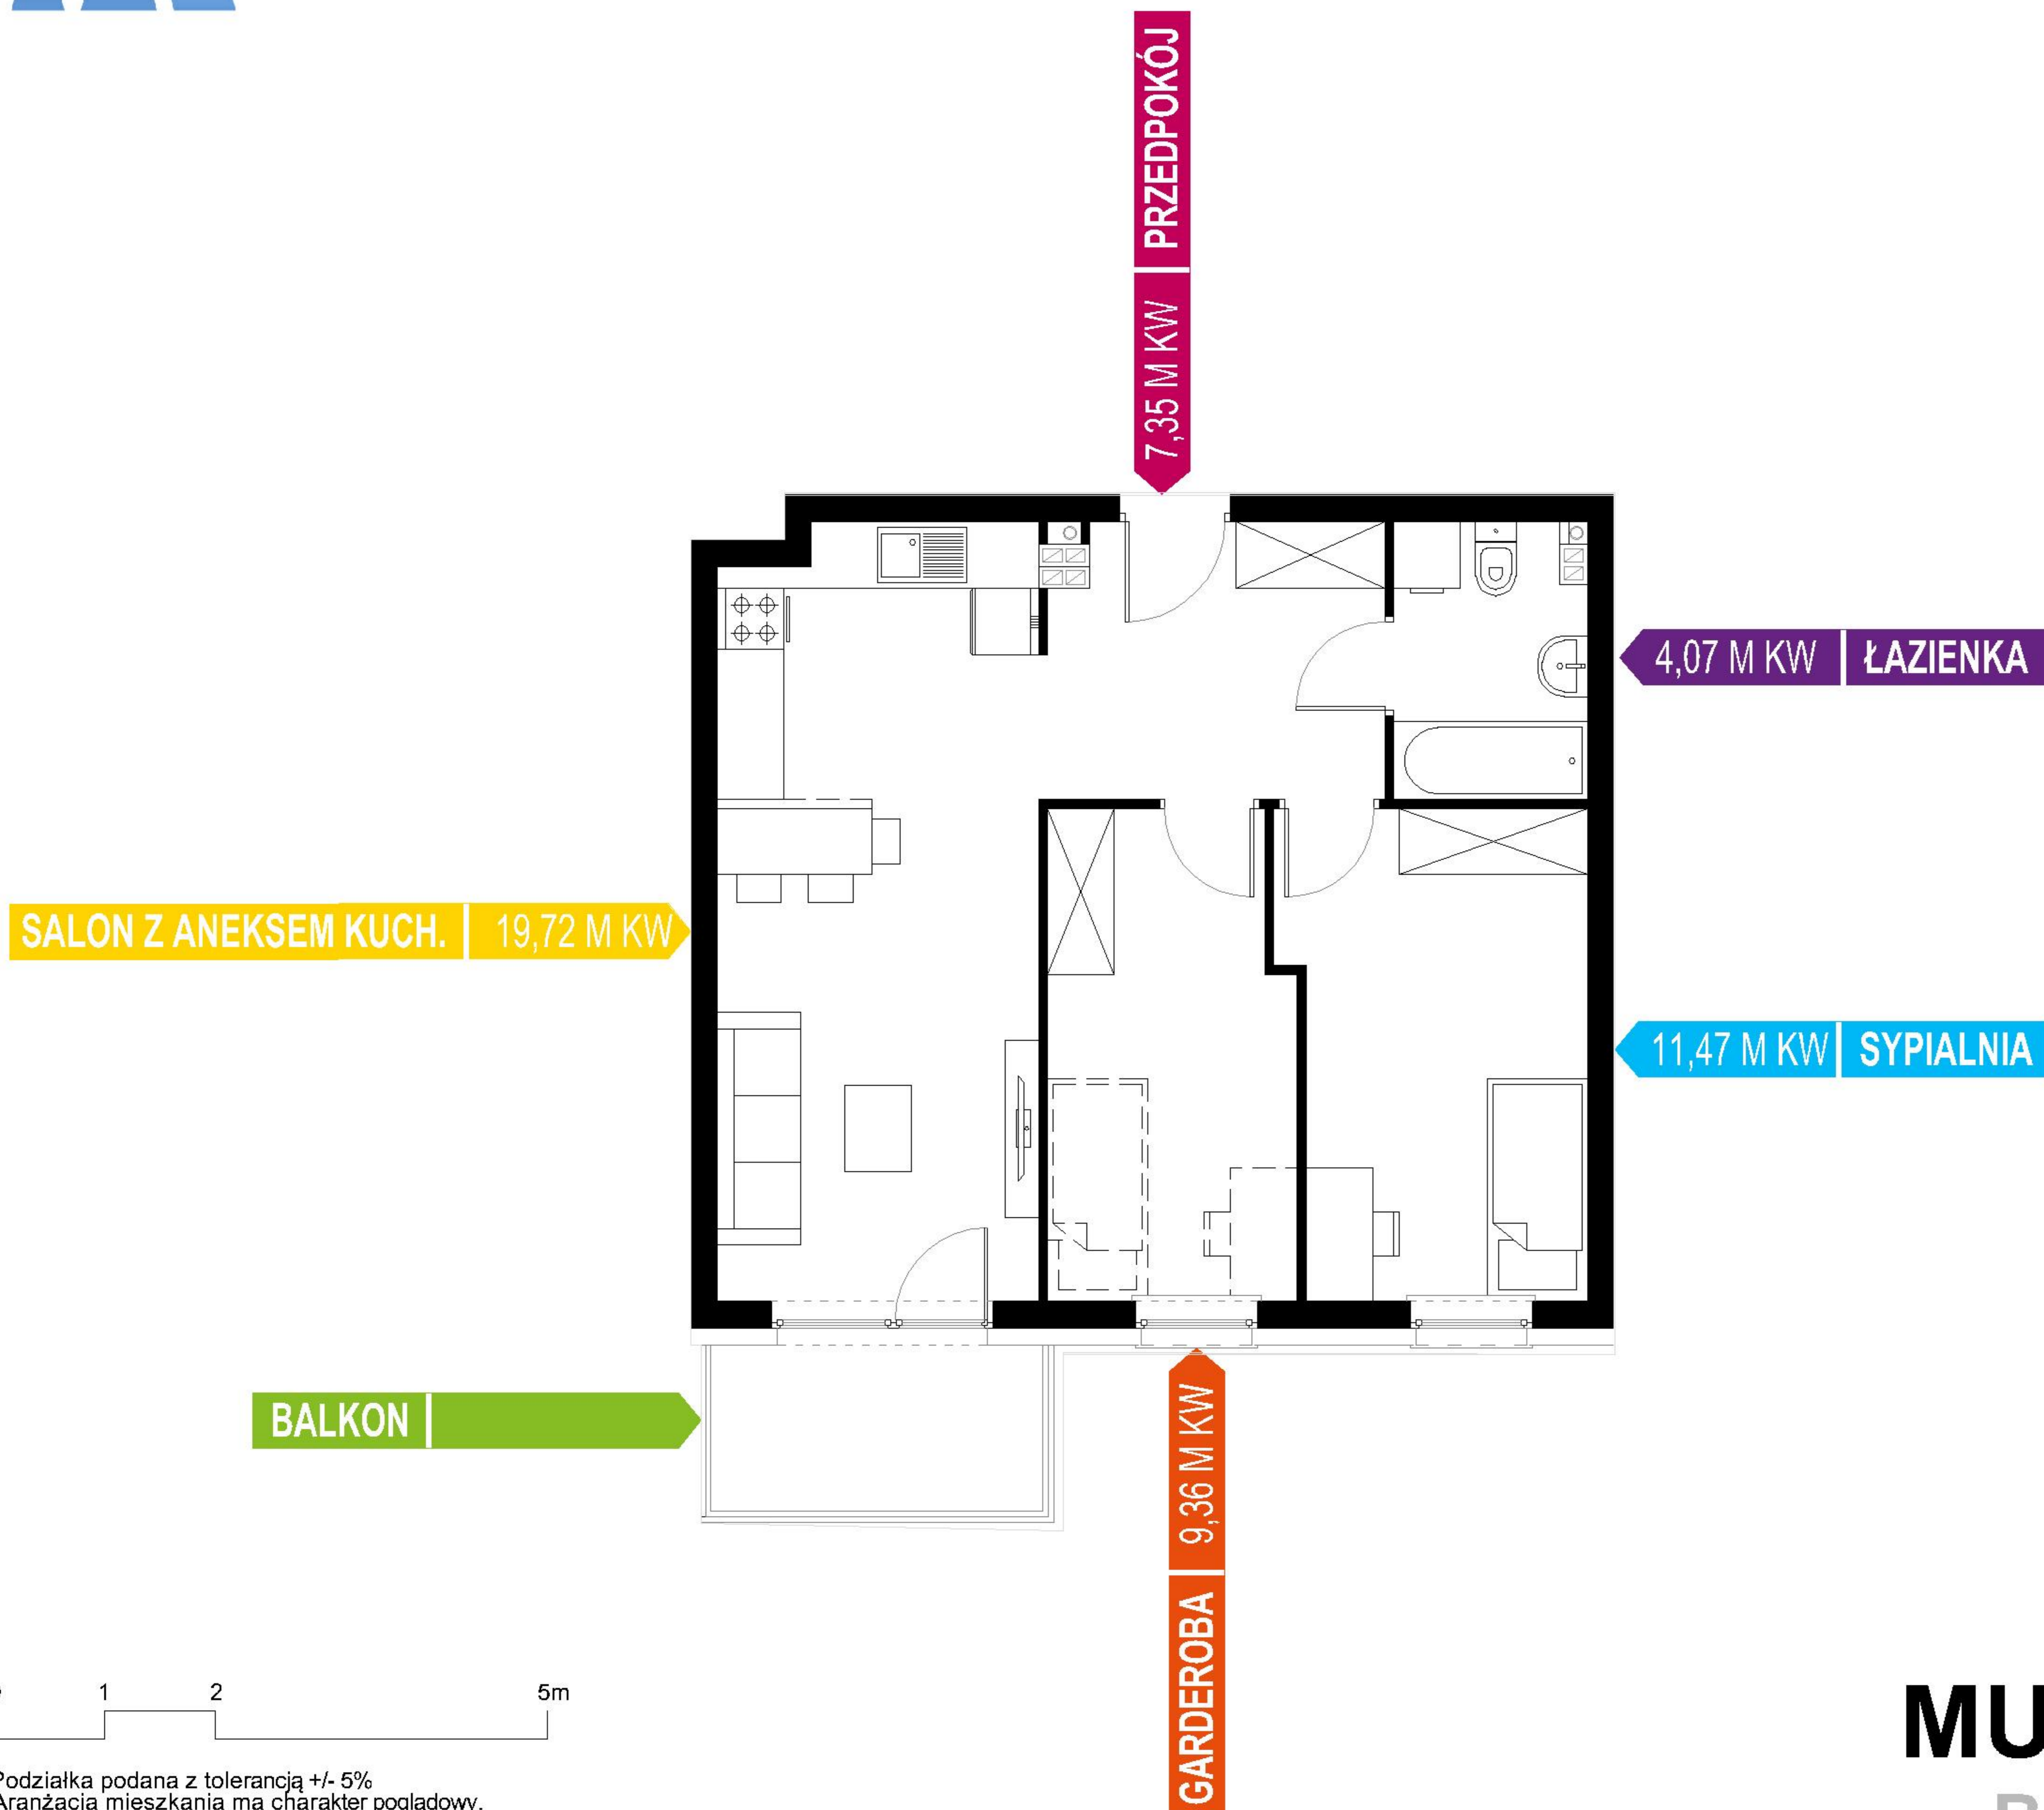 PRZEDPOKÓJ
7,35 M KW
4,07 M KW
ŁAZIENKA
SALON Z ANEKSEM KUCH.
19,72 M KW
11,47 M KW
SYPIALNIA
BALKON
9,36 M KW
GARDEROBA
1 2 5m
Podziałka podana z tolerancją +/- 5%
Aranżacja mieszkania ma charakter poglądowy.
MU